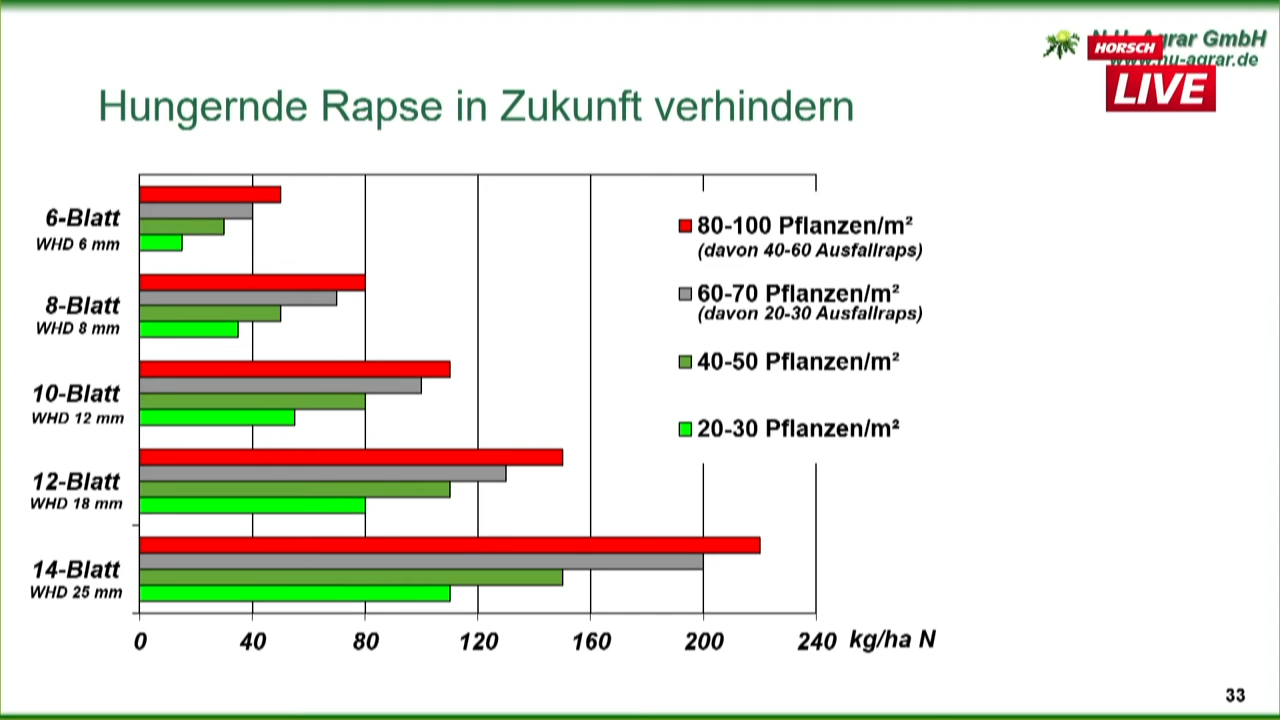 Agrar GmbH
HORSCH
nu-agrar.de
LIVE
Hungernde Rapse in Zukunft verhindern
6-Blatt
WHD 6 mm
8-Blatt
WHD 8 mm
10-Blatt
WHD 12 mm
12-Blatt
WHD 18 mm
14-Blatt
WHD 25 mm
80-100 Pflanzen/m²
(davon 40-60 Ausfallraps)
60-70 Pflanzen/m²
(davon 20-30 Ausfallraps)
40-50 Pflanzen/m²
20-30 Pflanzen/m²
0 40 80 120 160 200 240 kg/ha N
33